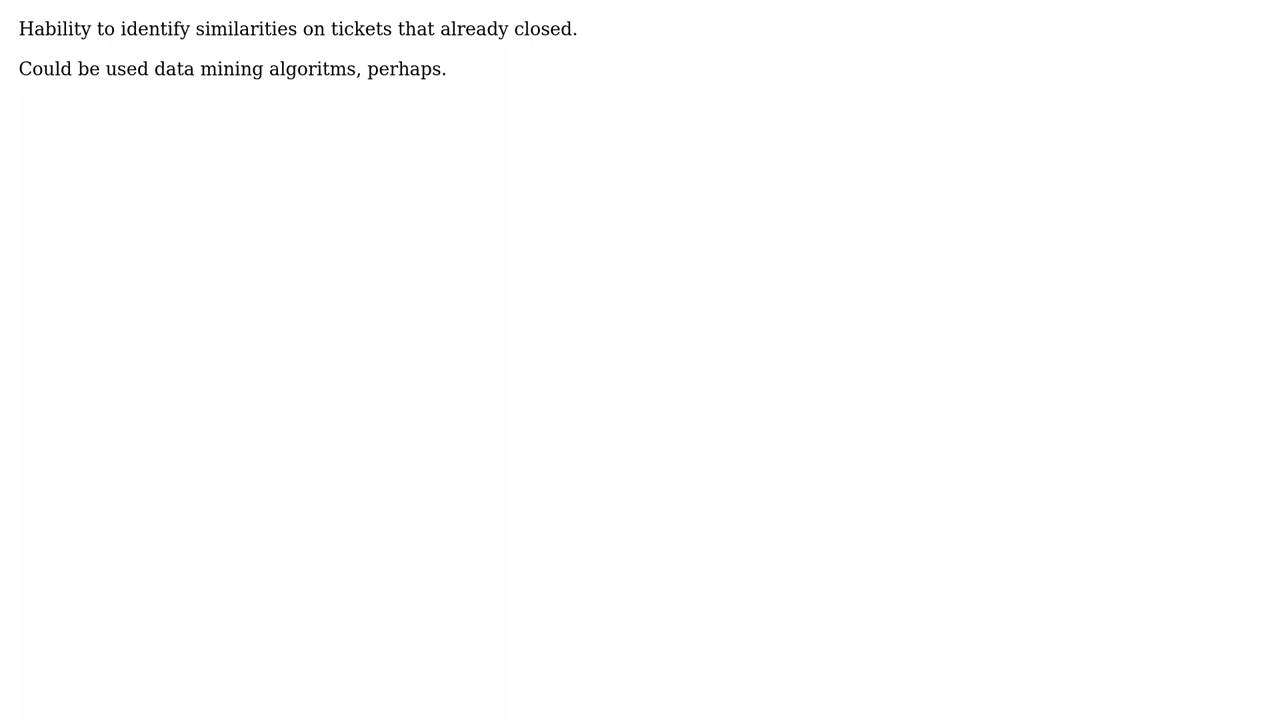 Hability to identify similarities on tickets that already closed.
Could be used data mining algoritms, perhaps.